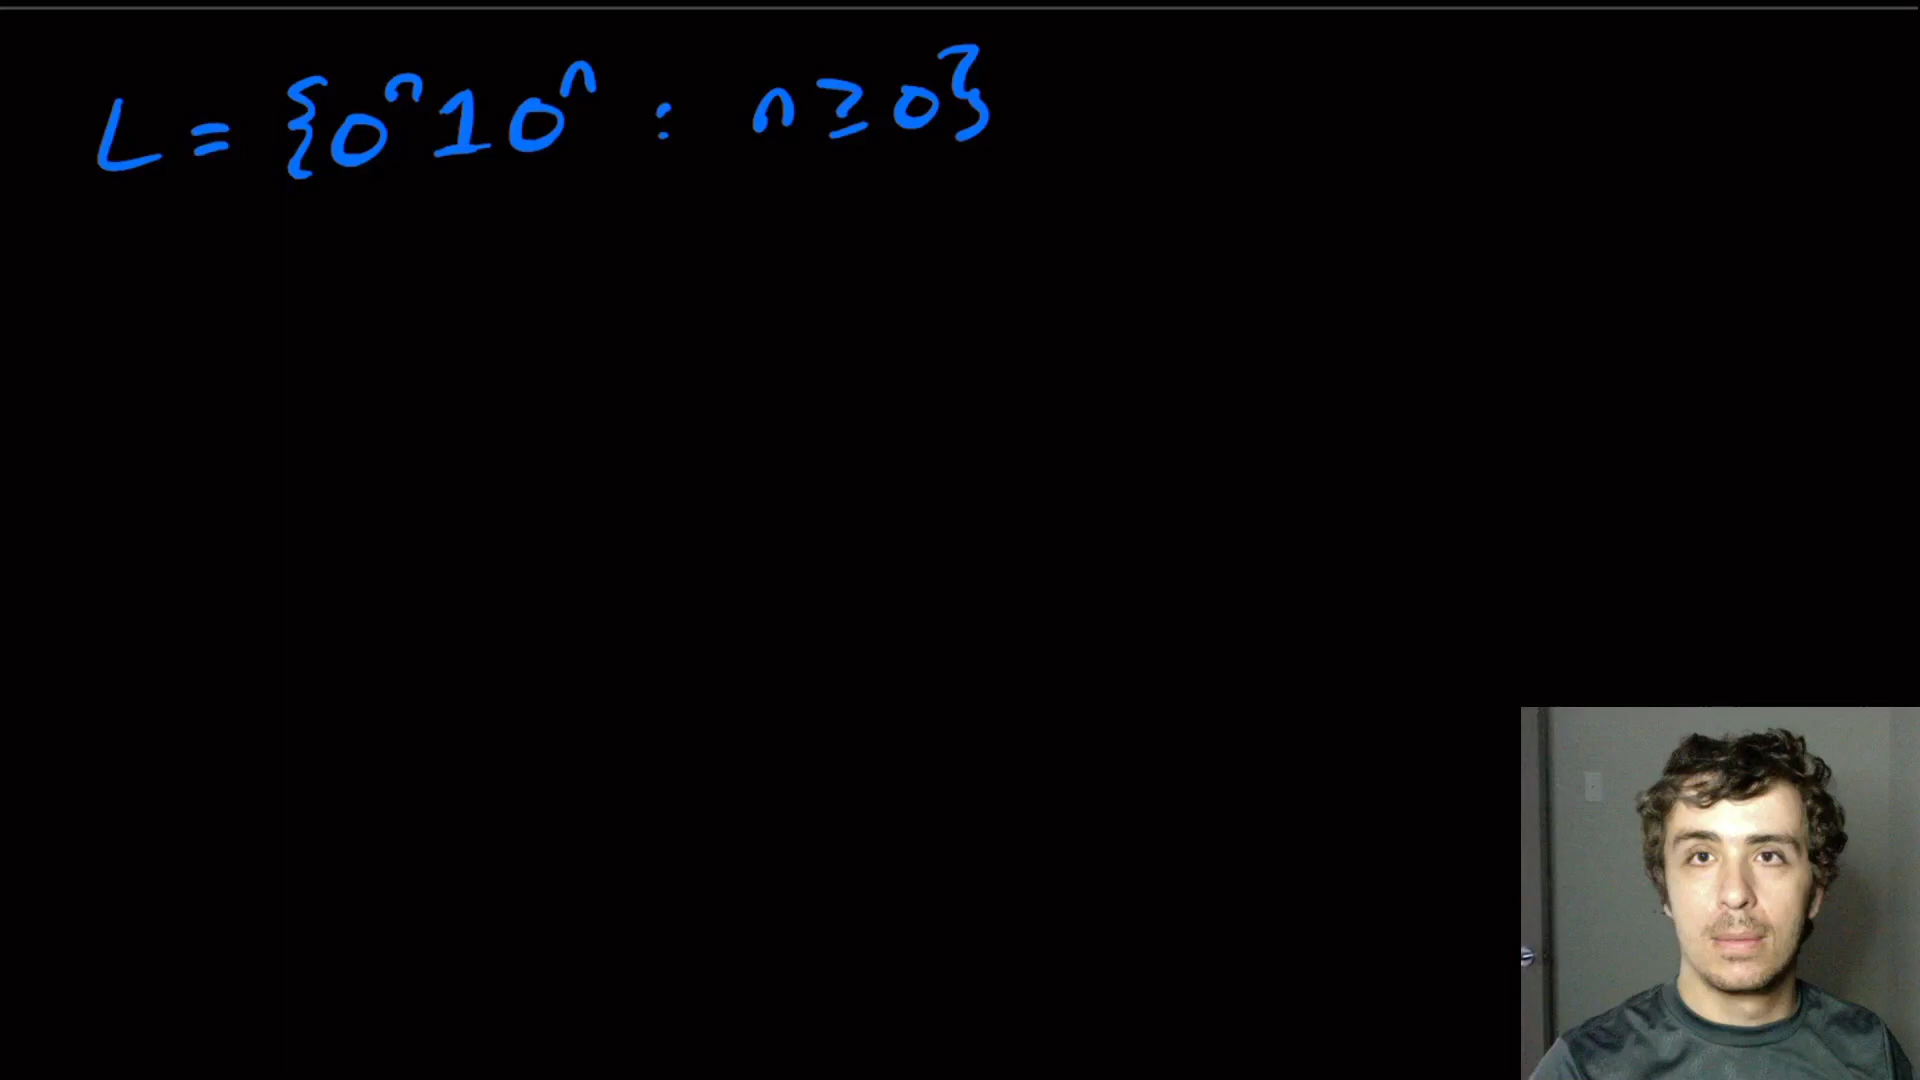 L = {0ⁿ10ⁿ : n ≥ 0}